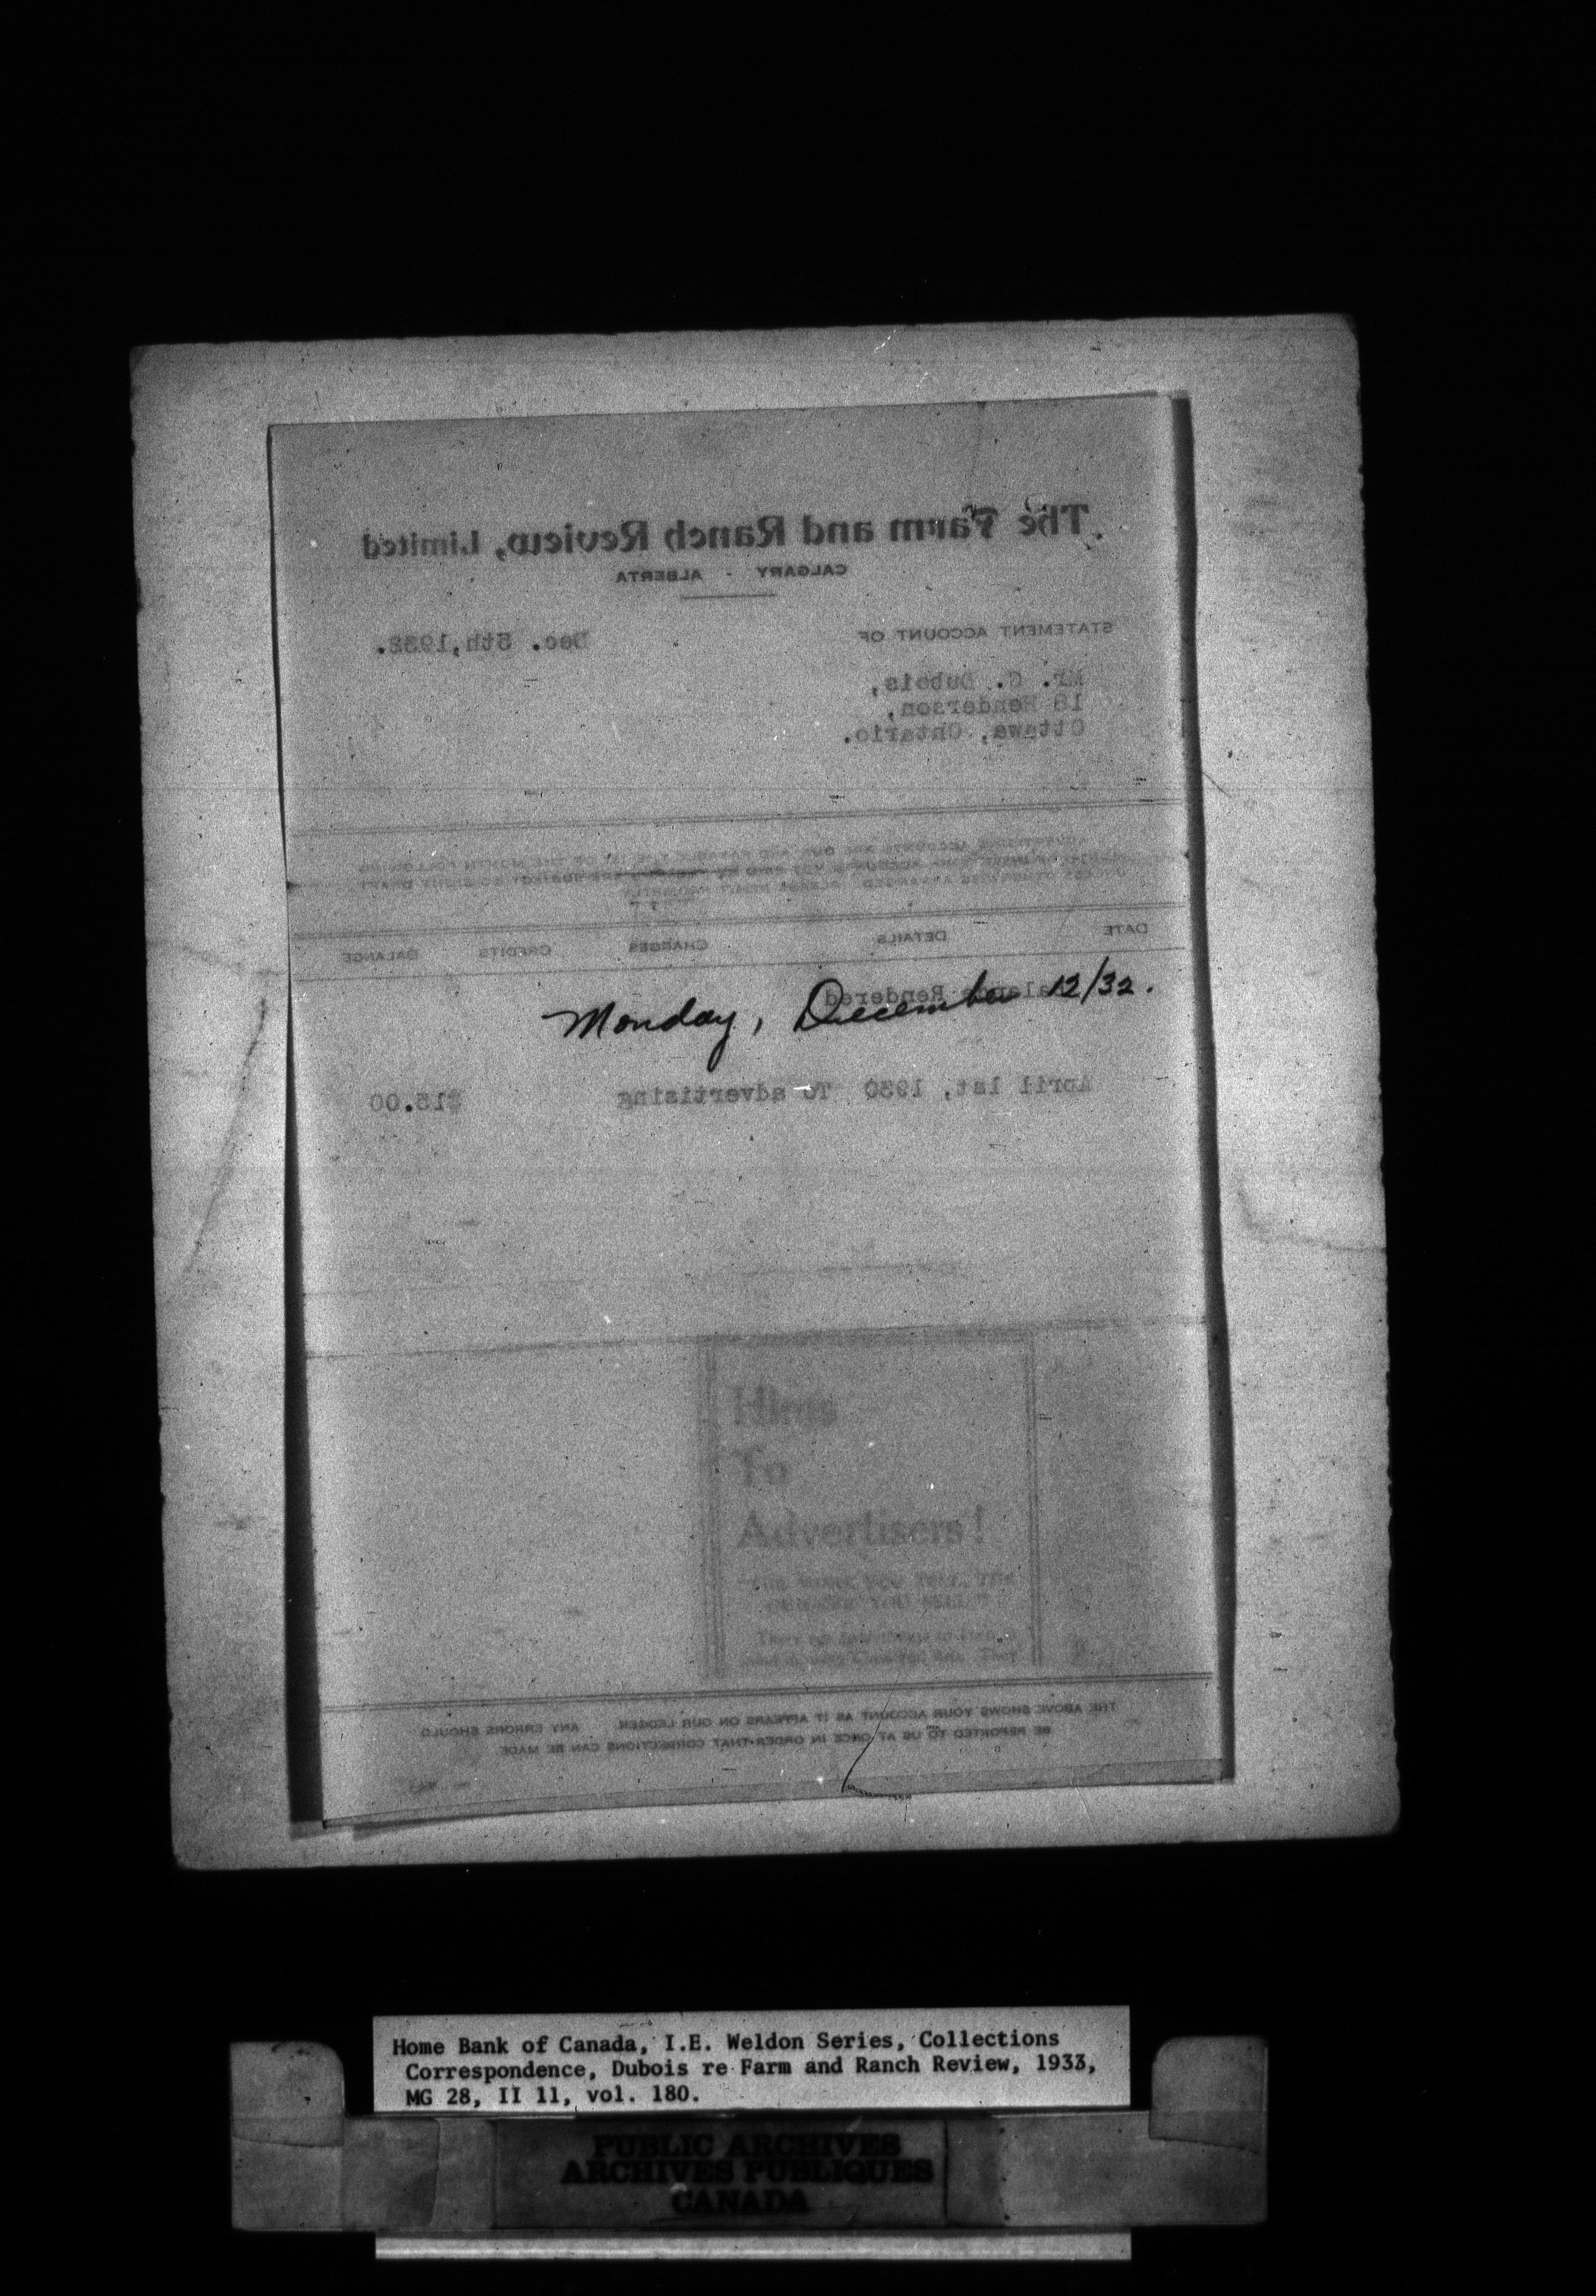 The Farm and Ranch Review, Limited
CALGARY - ALBERTA
STATEMENT ACCOUNT OF
Dec. 5th, 1932.
Mr. C. Dubois,
18 Henderson,
Ottawa, Ontario.
DATE DETAILS CHARGES CREDITS BALANCE
Balance Rendered
Monday, December 12/32.
April 1st, 1930 To advertising $15.00
Hints
To
Advertisers!
THE ABOVE SHOWS YOUR ACCOUNT AS IT APPEARS ON OUR LEDGER. ANY ERRORS SHOULD
BE REPORTED TO US AT ONCE IN ORDER THAT CORRECTIONS CAN BE MADE
Home Bank of Canada, I.E. Weldon Series, Collections
Correspondence, Dubois re Farm and Ranch Review, 1933,
MG 28, II 11, vol. 180.
PUBLIC ARCHIVES
ARCHIVES PUBLIQUES
CANADA